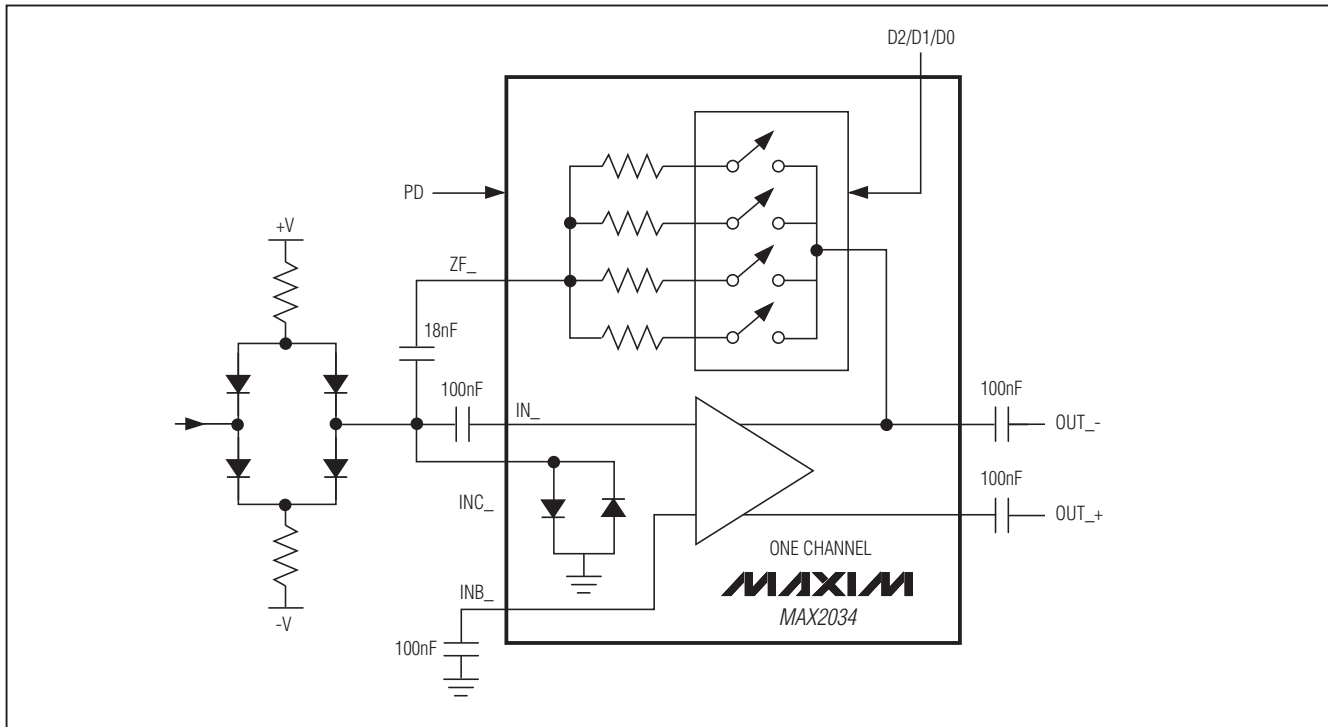 D2/D1/D0
PD
+V
ZF_
18nF
100nF
IN_
100nF
OUT_-
100nF
INC_
OUT_+
ONE CHANNEL
MAXIM
INB_
MAX2034
-V
100nF